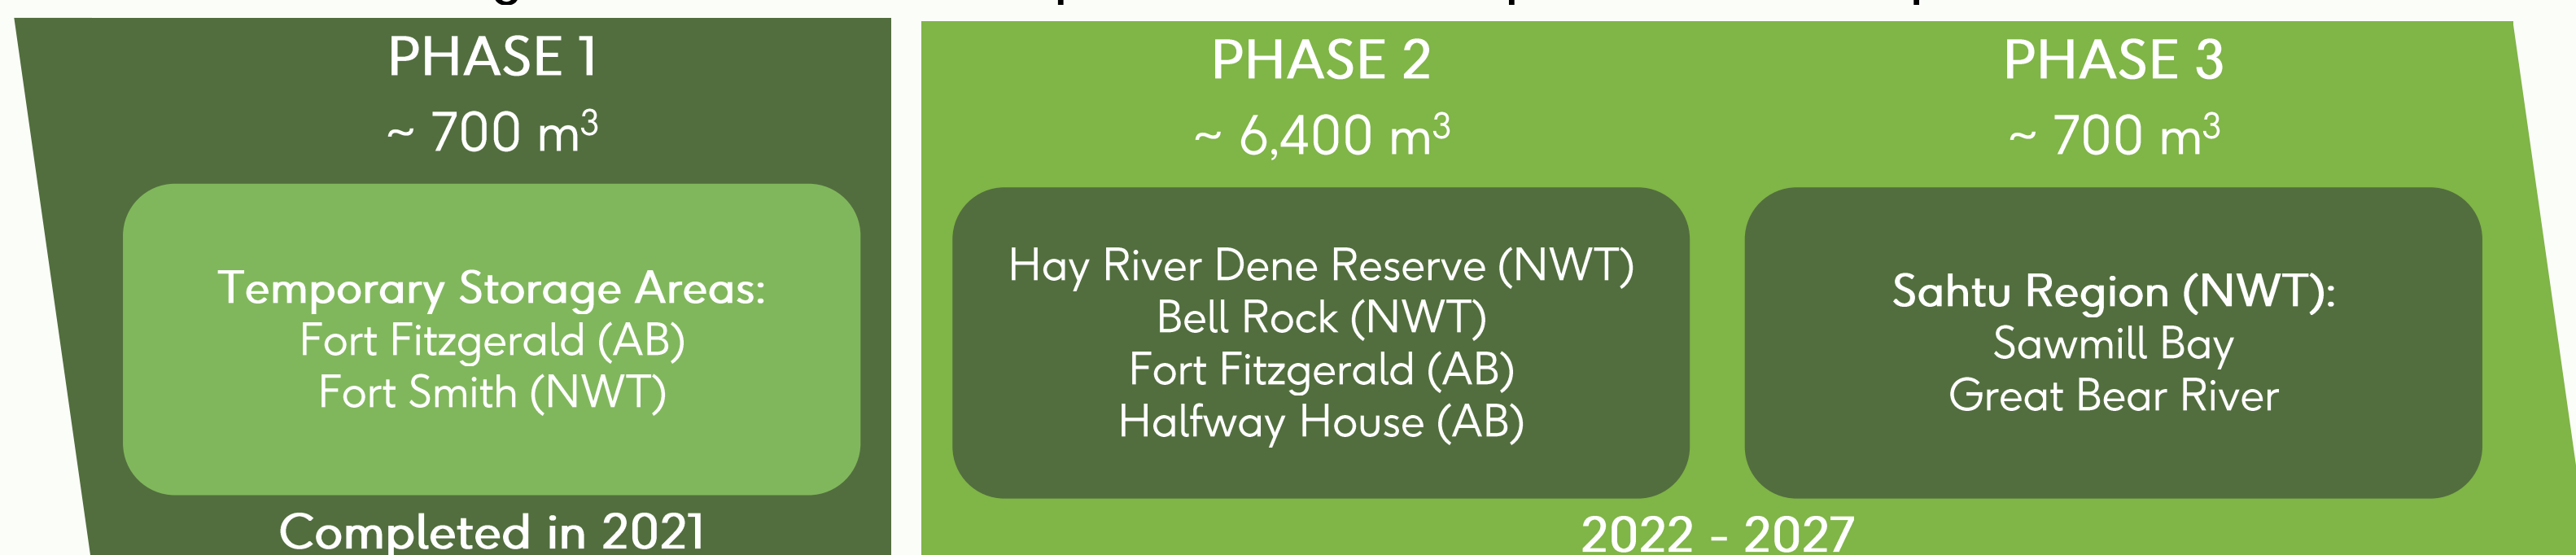 PHASE 1
~ 700 m³
Temporary Storage Areas:
Fort Fitzgerald (AB)
Fort Smith (NWT)
Completed in 2021
PHASE 2
~ 6,400 m³
Hay River Dene Reserve (NWT)
Bell Rock (NWT)
Fort Fitzgerald (AB)
Halfway House (AB)
PHASE 3
~ 700 m³
Sahtu Region (NWT):
Sawmill Bay
Great Bear River
2022 - 2027